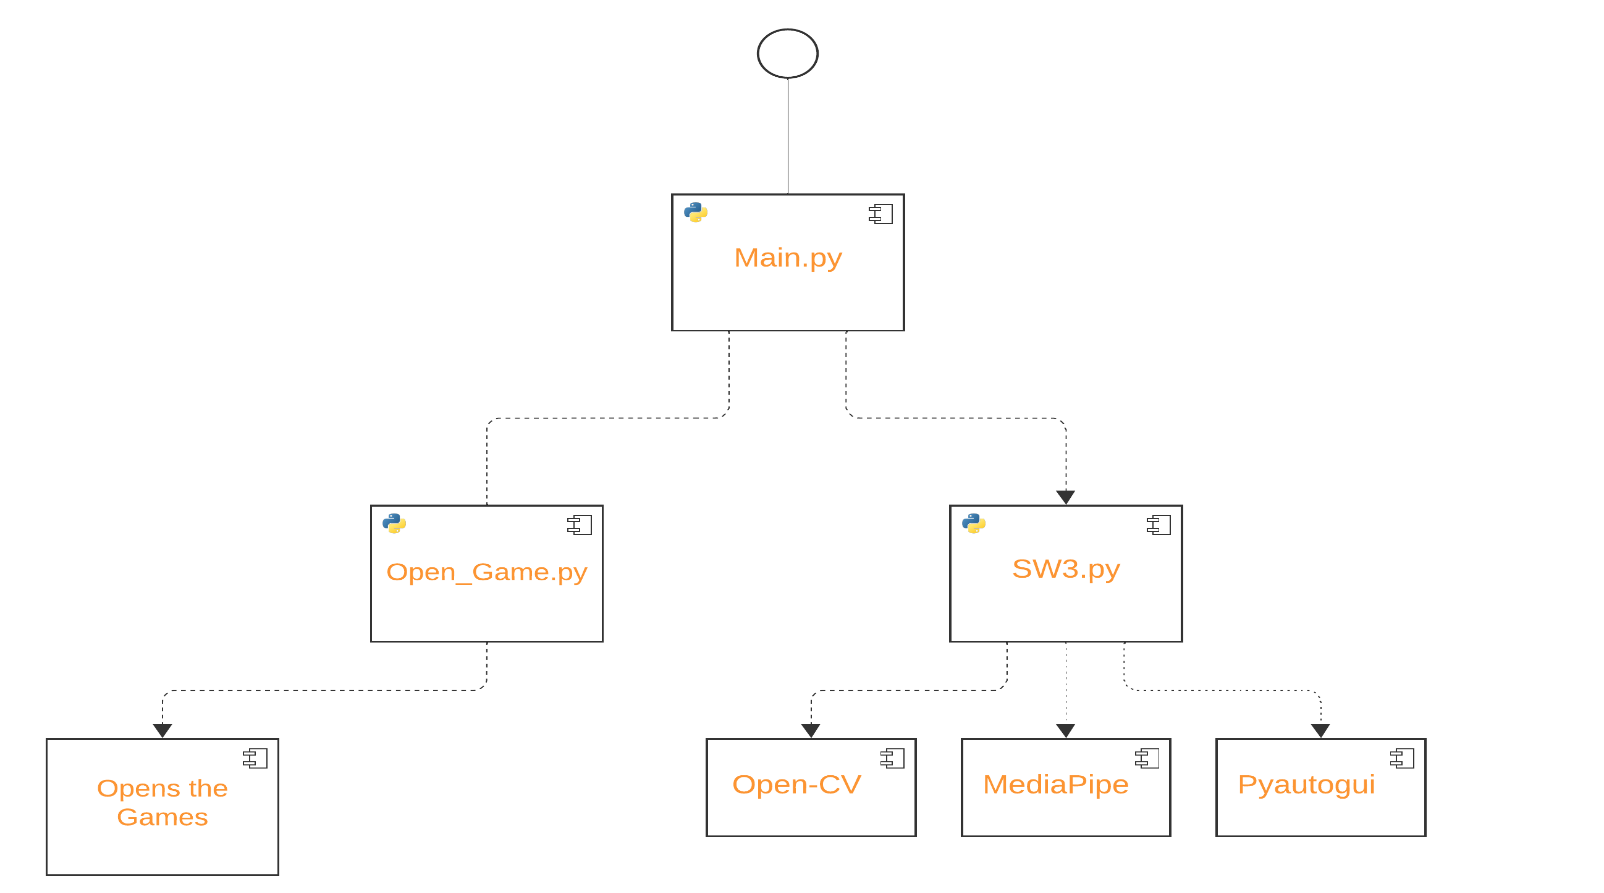 Main.py
Open_Game.py
SW3.py
Opens the
Games
Open-CV
MediaPipe
Pyautogui